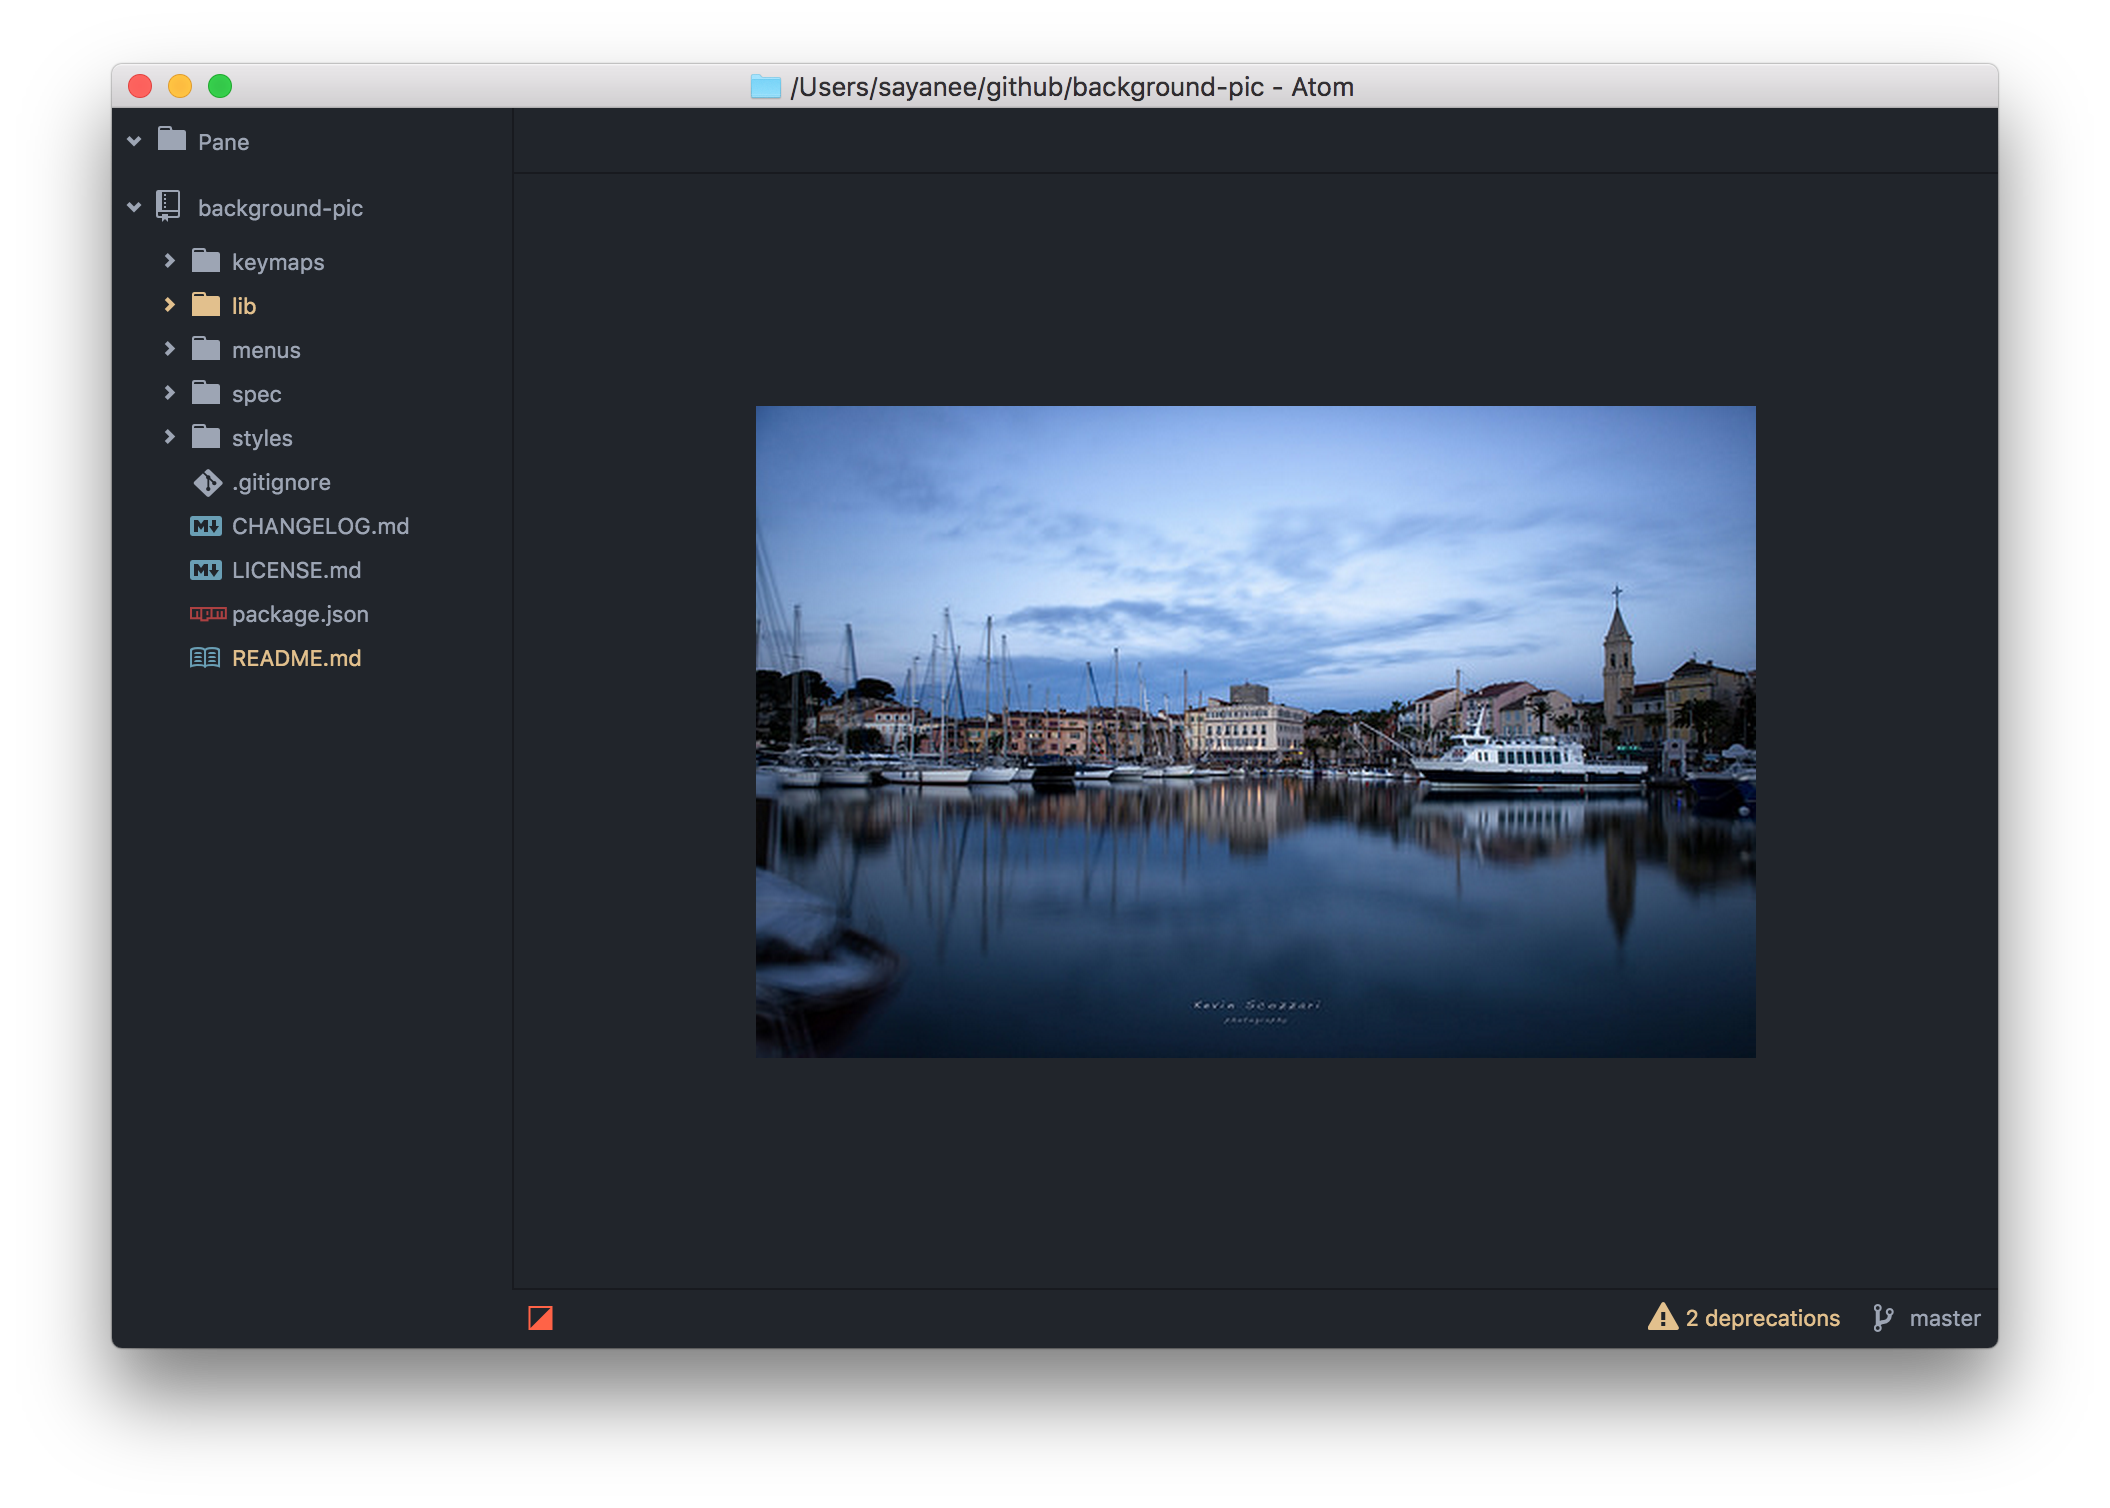 /Users/sayanee/github/background-pic - Atom
Pane
background-pic
keymaps
lib
menus
spec
styles
.gitignore
CHANGELOG.md
LICENSE.md
package.json
README.md
Kevin Scozzari
photography
2 deprecations
master